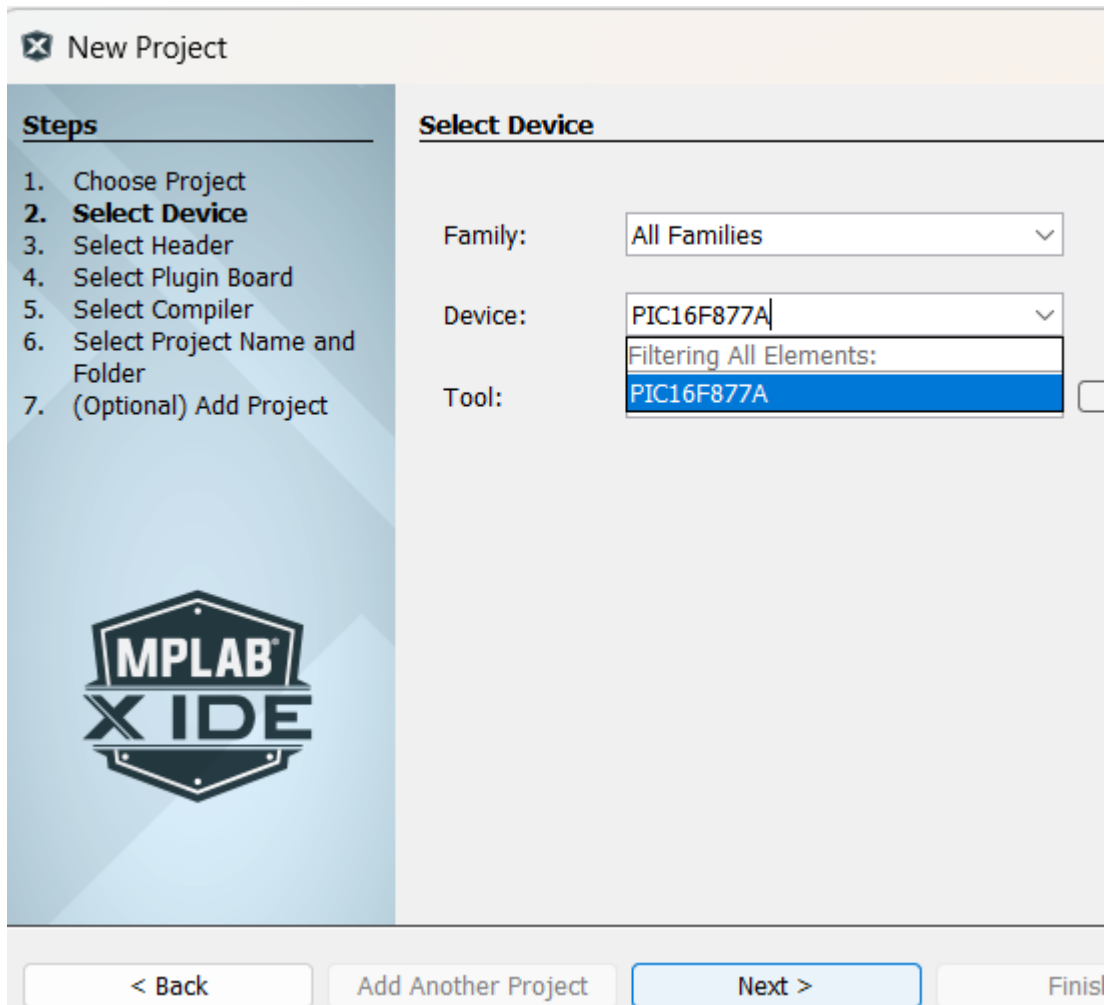 New Project
Steps
1. Choose Project
2. Select Device
3. Select Header
4. Select Plugin Board
5. Select Compiler
6. Select Project Name and
Folder
7. (Optional) Add Project
MPLAB®
X IDE
Select Device
Family: All Families
Device: PIC16F877A
Filtering All Elements:
Tool: PIC16F877A
< Back Add Another Project Next > Finish